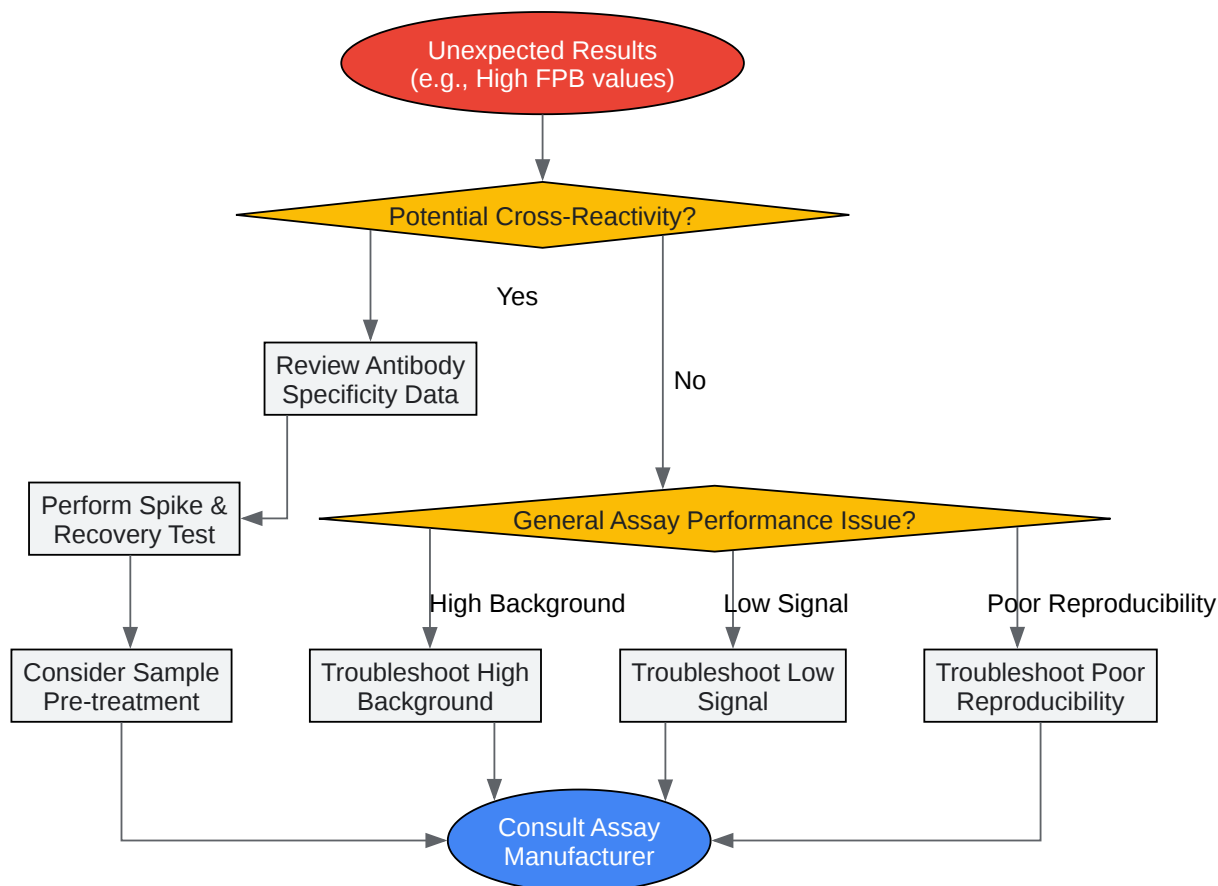 Unexpected Results
(e.g., High FPB values)
Potential Cross-Reactivity?
Yes
Review Antibody
Specificity Data
No
Perform Spike &
Recovery Test
General Assay Performance Issue?
High Background
Low Signal
Poor Reproducibility
Consider Sample
Pre-treatment
Troubleshoot High
Background
Troubleshoot Low
Signal
Troubleshoot Poor
Reproducibility
Consult Assay
Manufacturer